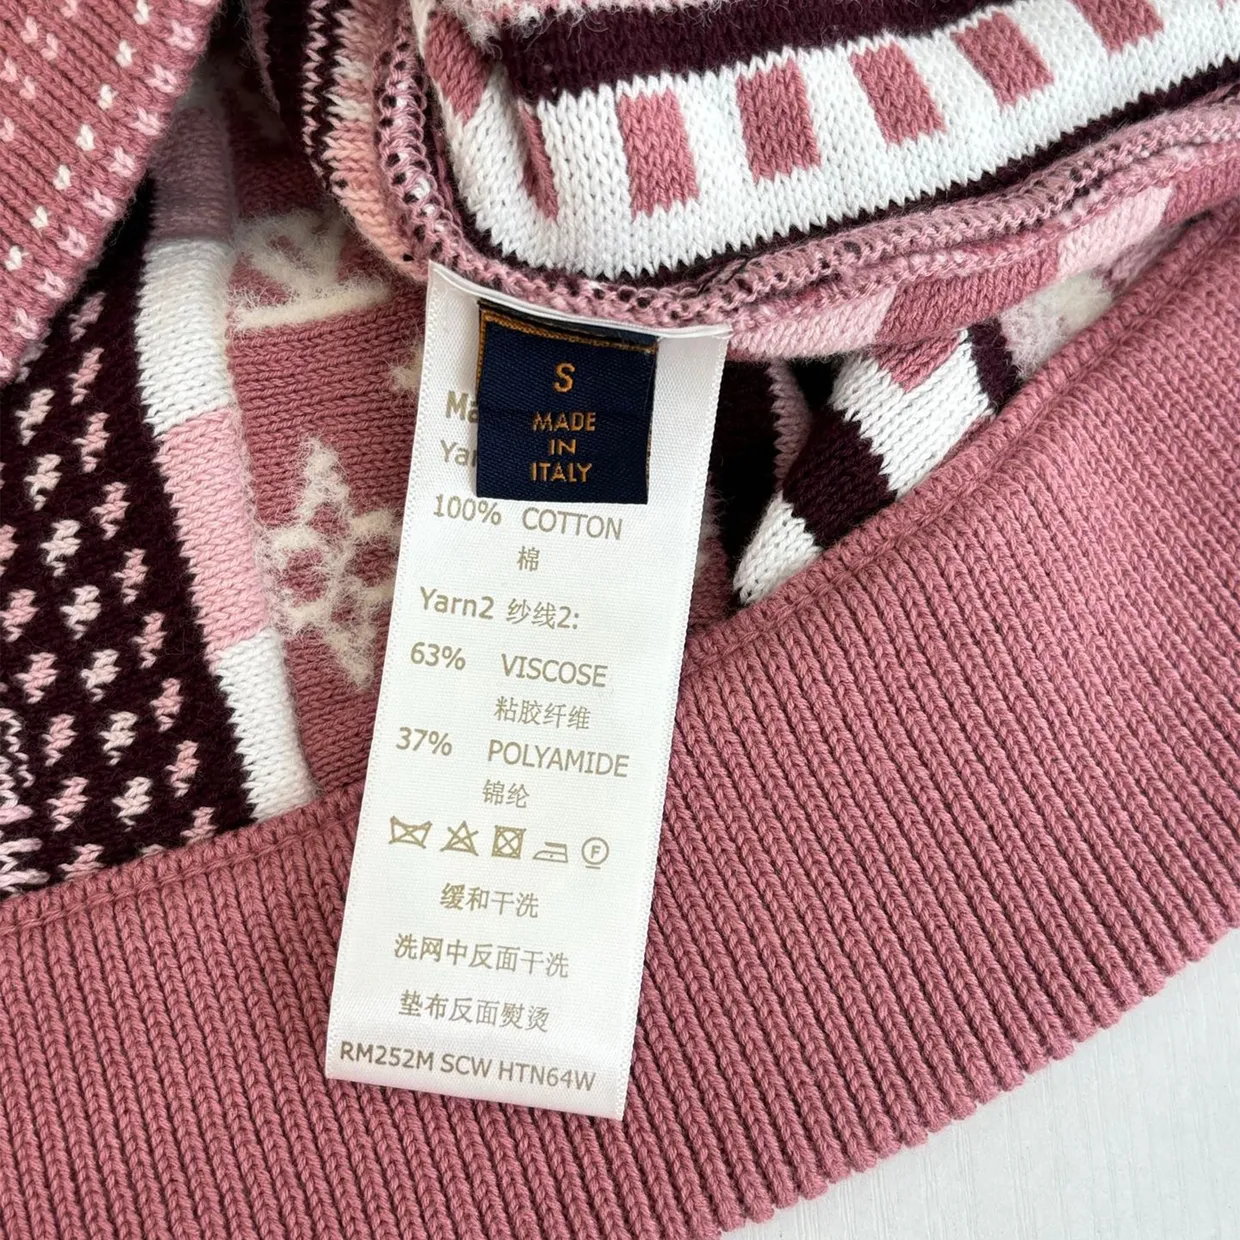 S
MADE
IN
ITALY
100% COTTON
棉
Yarn2 纱线2:
63% VISCOSE
粘胶纤维
37% POLYAMIDE
锦纶
F
缓和干洗
洗网中反面干洗
垫布反面熨烫
RM252M SCW HTN64W